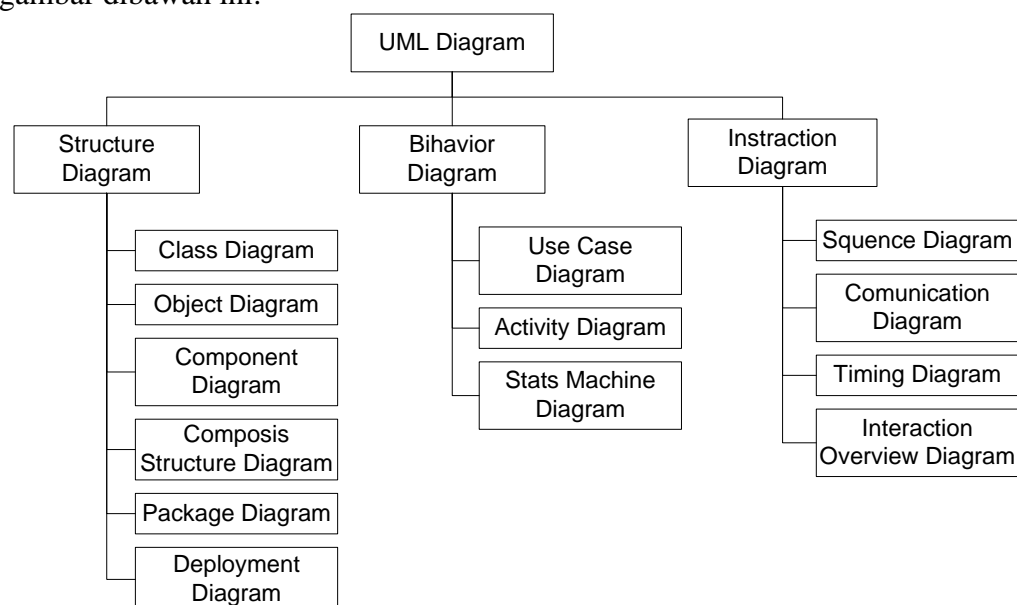 gambar dibawah ini:
UML Diagram
Structure
Diagram
Class Diagram
Object Diagram
Component
Diagram
Composis
Structure Diagram
Package Diagram
Deployment
Diagram
Bihavior
Diagram
Use Case
Diagram
Activity Diagram
Stats Machine
Diagram
Instraction
Diagram
Squence Diagram
Comunication
Diagram
Timing Diagram
Interaction
Overview Diagram